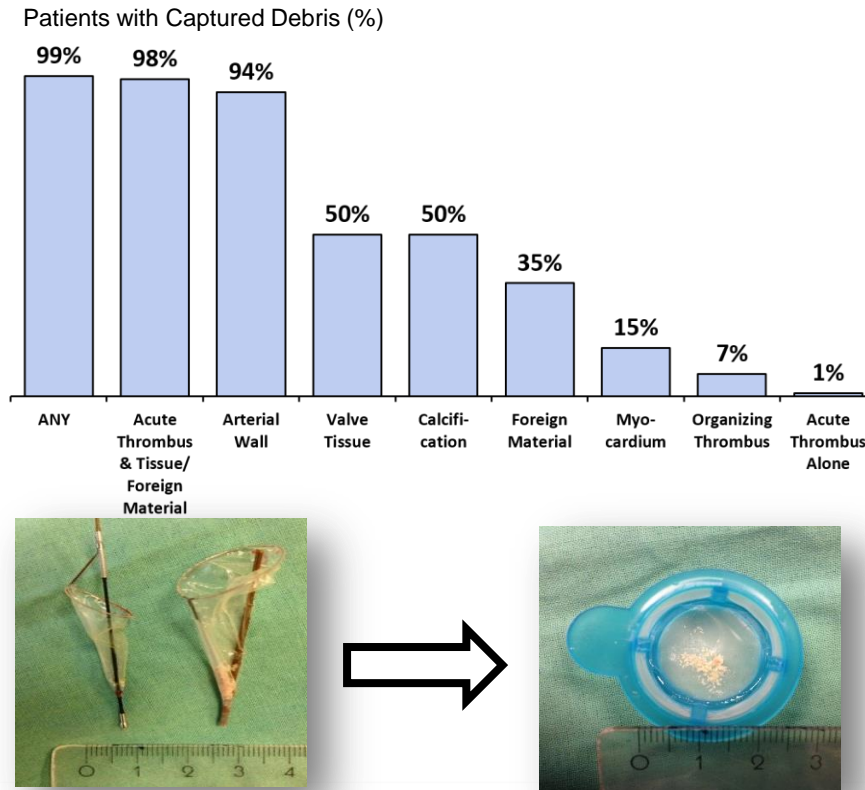 Patients with Captured Debris (%)
99%
98%
94%
50%
50%
35%
15%
7%
1%
ANY
Acute
Thrombus
& Tissue/
Foreign
Material
Arterial
Wall
Valve
Tissue
Calcifi-
cation
Foreign
Material
Myo-
cardium
Organizing
Thrombus
Acute
Thrombus
Alone
0 1 2 3 4
0 1 2 3